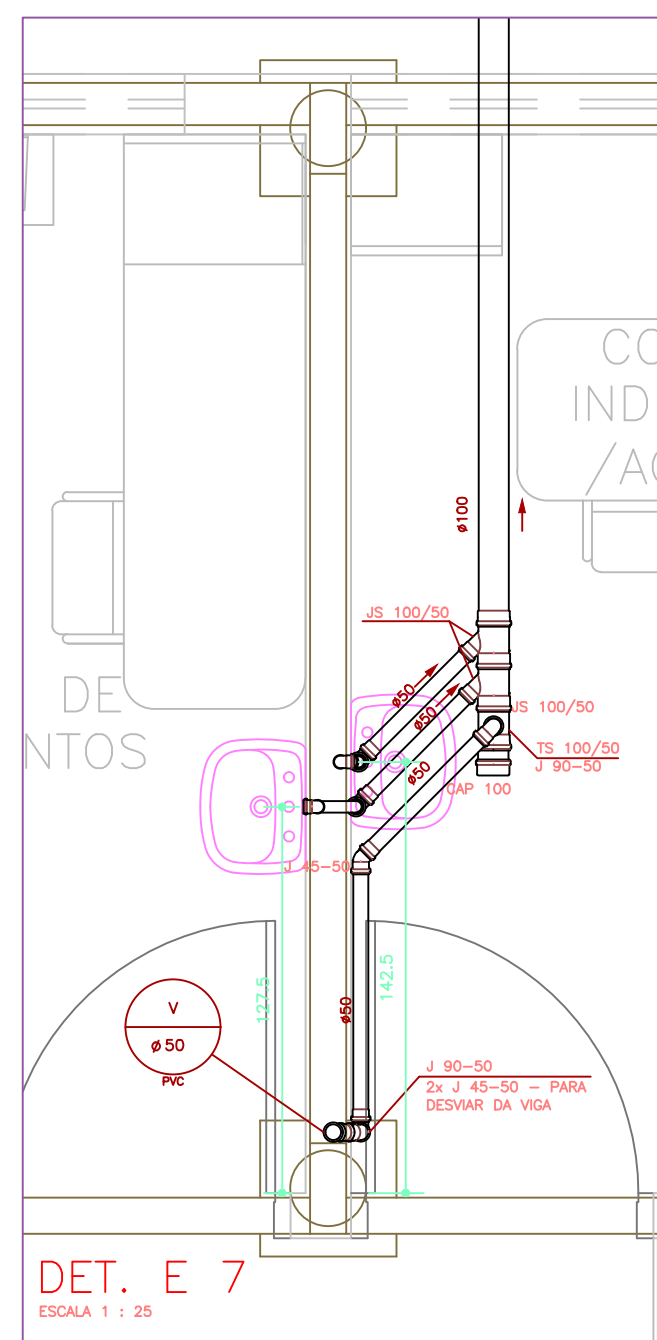 CO
IND
/AC
ø100
JS 100/50
ø50
ø50
DE
NTOS
JS 100/50
TS 100/50
J 90-50
ø50
CAP 100
J 45-50
127.5
142.5
V
ø 50
PVC
ø50
J 90-50
2x J 45-50 - PARA
DESVIAR DA VIGA
DET. E 7
ESCALA 1 : 25